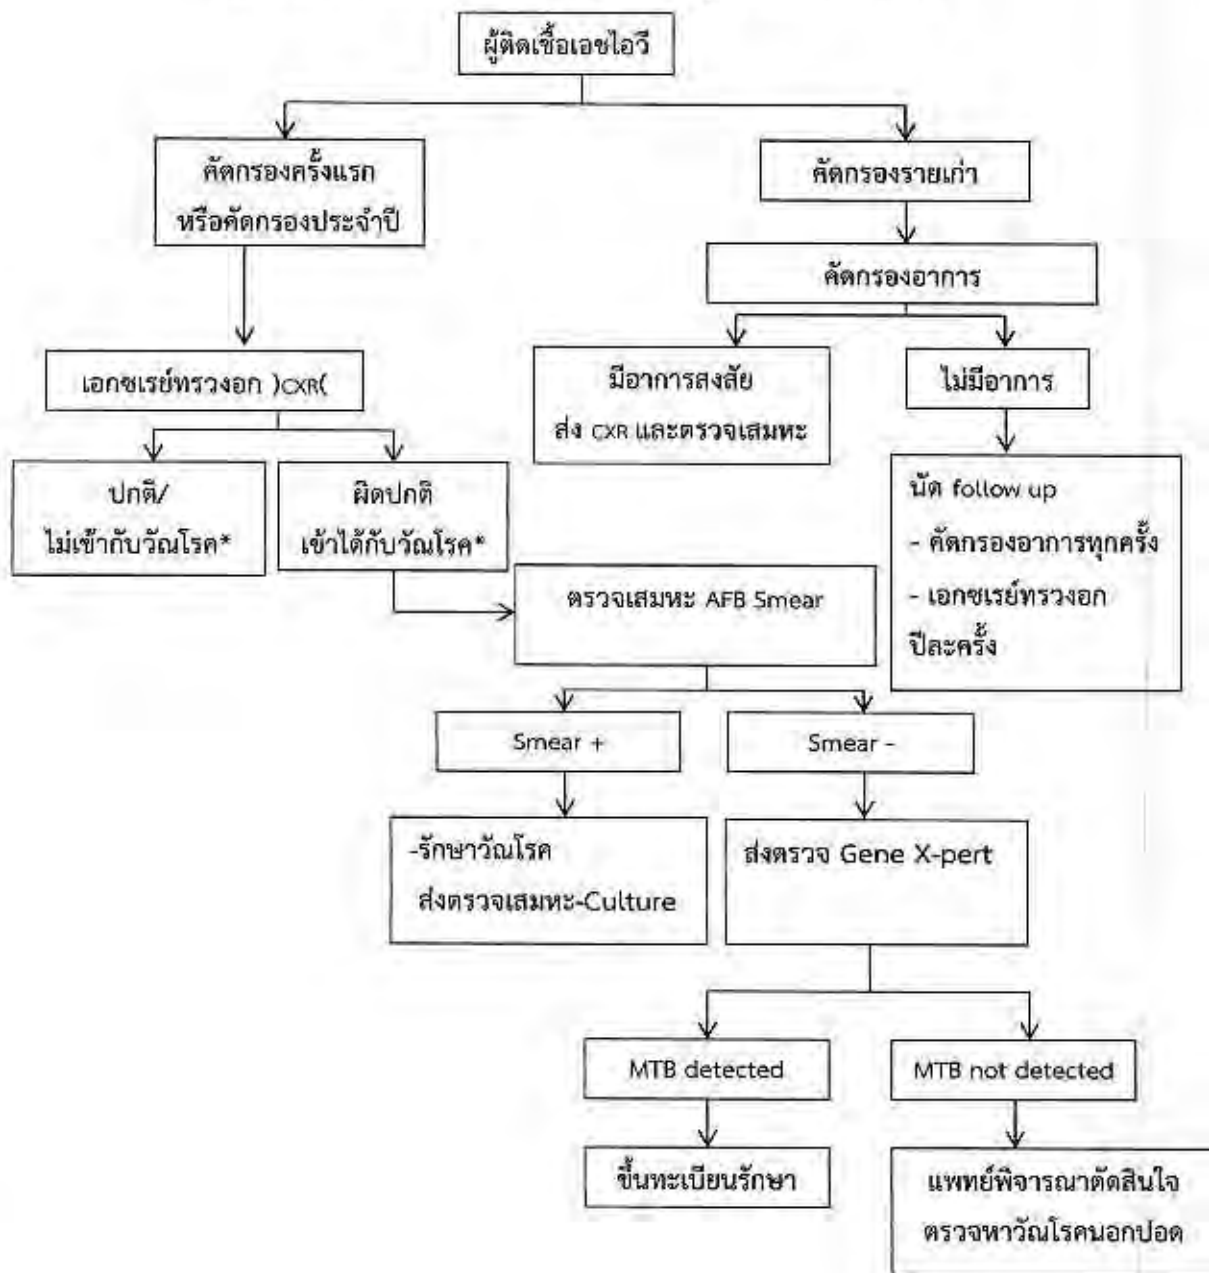 ผู้ติดเชื้อเอชไอวี
คัดกรองครั้งแรก
หรือคัดกรองประจำปี
คัดกรองรายเก่า
คัดกรองอาการ
เอกซเรย์ทรวงอก )CXR(
มีอาการสงสัย
ส่ง CXR และตรวจเสมหะ
ไม่มีอาการ
ปกติ/
ไม่เข้ากับวัณโรค*
ผิดปกติ
เข้าได้กับวัณโรค*
นัด follow up
- คัดกรองอาการทุกครั้ง
- เอกซเรย์ทรวงอก
ปีละครั้ง
ตรวจเสมหะ AFB Smear
Smear +
Smear -
-รักษาวัณโรค
ส่งตรวจเสมหะ-Culture
ส่งตรวจ Gene X-pert
MTB detected
MTB not detected
ขึ้นทะเบียนรักษา
แพทย์พิจารณาตัดสินใจ
ตรวจหาวัณโรคนอกปอด